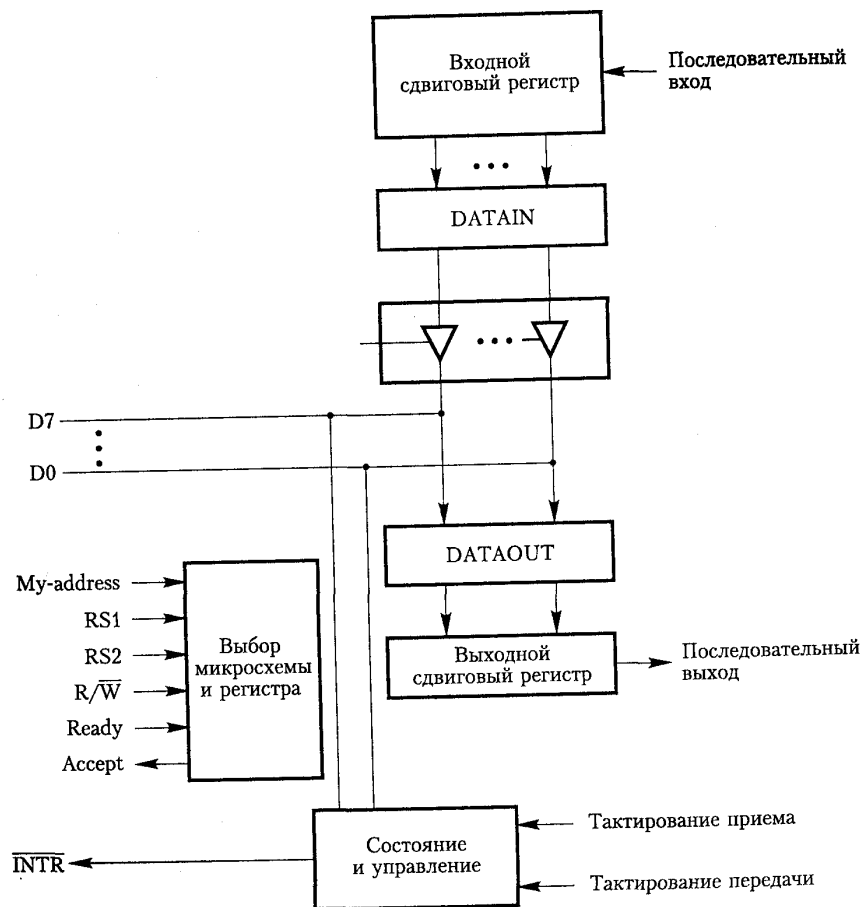 Входной
сдвиговый регистр
Последовательный
вход
DATAIN
D7
D0
DATAOUT
My-address
RS1
RS2
R/W̅
Ready
Accept
Выбор
микросхемы
и регистра
Выходной
сдвиговый регистр
Последовательный
выход
I̅N̅T̅R̅
Состояние
и управление
Тактирование приема
Тактирование передачи